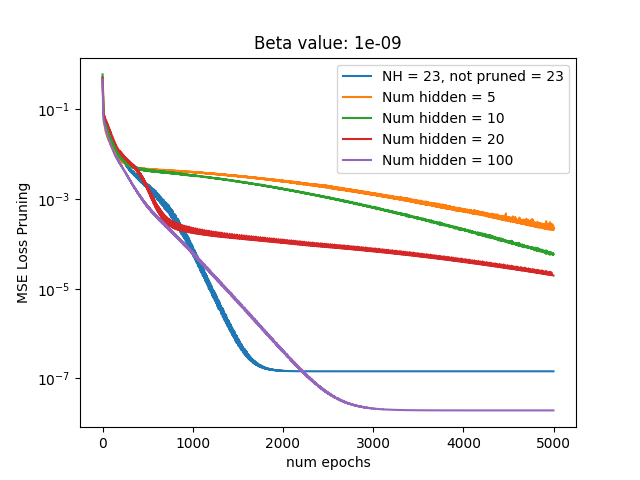 Beta value: 1e-09
NH = 23, not pruned = 23
Num hidden = 5
Num hidden = 10
Num hidden = 20
Num hidden = 100
MSE Loss Pruning
10⁻¹
10⁻³
10⁻⁵
10⁻⁷
0 1000 2000 3000 4000 5000
num epochs